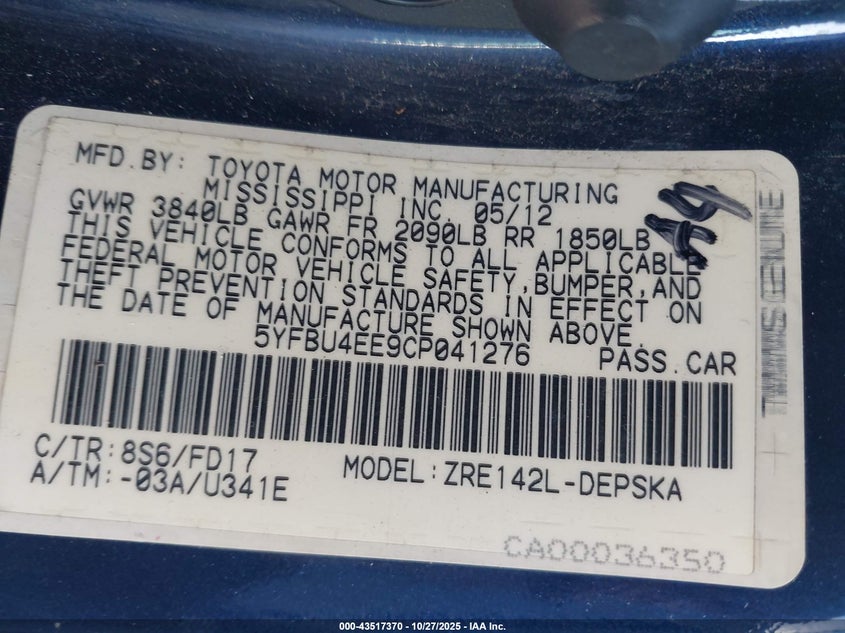 MFD.BY: TOYOTA MOTOR MANUFACTURING
MISSISSIPPI INC. 05/12
GVWR 3840LB GAWR FR 2090LB RR 1850LB
THIS VEHICLE CONFORMS TO ALL APPLICABLE
FEDERAL MOTOR VEHICLE SAFETY,BUMPER,AND
THEFT PREVENTION STANDARDS IN EFFECT ON
THE DATE OF MANUFACTURE SHOWN ABOVE.
5YFBU4EE9CP041276 PASS.CAR
C/TR:8S6/FD17
A/TM:-03A/U341E
MODEL:ZRE142L-DEPSKA
CA00036350
000-43517370 | 10/27/2025 - IAA Inc.